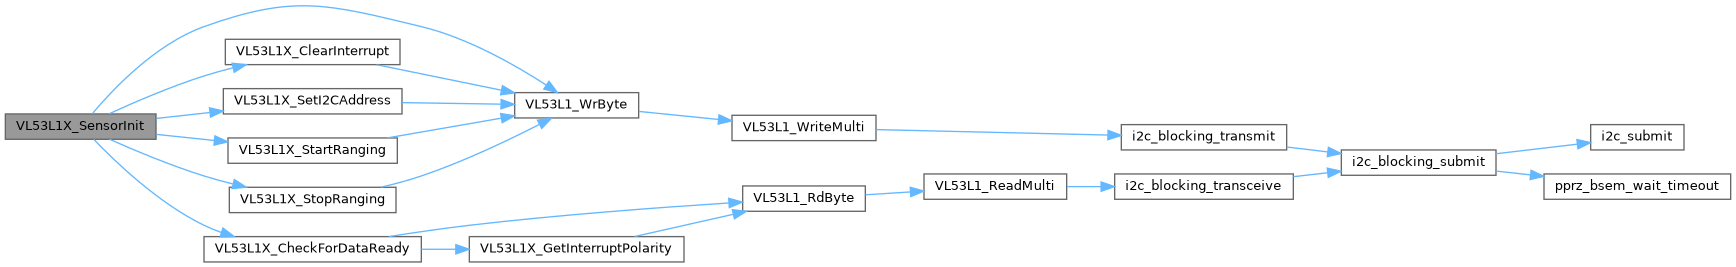 VL53L1X_SensorInit
VL53L1X_ClearInterrupt
VL53L1X_SetI2CAddress
VL53L1X_StartRanging
VL53L1X_StopRanging
VL53L1X_CheckForDataReady
VL53L1X_GetInterruptPolarity
VL53L1_WrByte
VL53L1_RdByte
VL53L1_WriteMulti
VL53L1_ReadMulti
i2c_blocking_transmit
i2c_blocking_transceive
i2c_blocking_submit
i2c_submit
pprz_bsem_wait_timeout